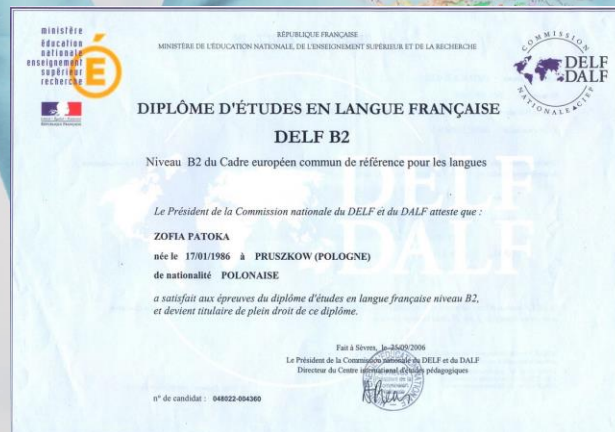 ministère
éducation
nationale
enseignement
supérieur
recherche
É
RÉPUBLIQUE FRANÇAISE
RÉPUBLIQUE FRANÇAISE
MINISTÈRE DE L'ÉDUCATION NATIONALE, DE L'ENSEIGNEMENT SUPÉRIEUR ET DE LA RECHERCHE
COMMISSION
DELF
DALF
NATIONALE
DIPLÔME D'ÉTUDES EN LANGUE FRANÇAISE
DELF B2
Niveau B2 du Cadre européen commun de référence pour les langues
DELF
DALF
Le Président de la Commission nationale du DELF et du DALF atteste que :
ZOFIA PATOKA
née le 17/01/1986 à PRUSZKOW (POLOGNE)
de nationalité POLONAISE
a satisfait aux épreuves du diplôme d'études en langue française niveau B2,
et devient titulaire de plein droit de ce diplôme.
Fait à Sèvres, le 25/09/2006
Le Président de la Commission nationale du DELF et du DALF
Directeur du Centre international d'études pédagogiques
n° de candidat : 048022-004360